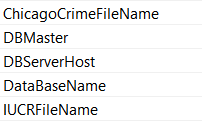 ChicagoCrimeFileName
DBMaster
DBServerHost
DataBaseName
IUCRFileName